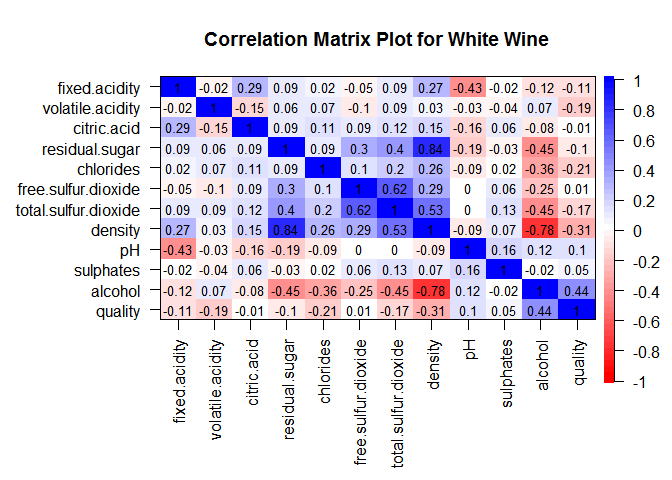 Correlation Matrix Plot for White Wine
fixed.acidity 1 -0.02 0.29 0.09 0.02 -0.05 0.09 0.27 -0.43 -0.02 -0.12 -0.11
volatile.acidity -0.02 1 -0.15 0.06 0.07 -0.1 0.09 0.03 -0.03 -0.04 0.07 -0.19
citric.acid 0.29 -0.15 1 0.09 0.11 0.09 0.12 0.15 -0.16 0.06 -0.08 -0.01
residual.sugar 0.09 0.06 0.09 1 0.09 0.3 0.4 0.84 -0.19 -0.03 -0.45 -0.1
chlorides 0.02 0.07 0.11 0.09 1 0.1 0.2 0.26 -0.09 0.02 -0.36 -0.21
free.sulfur.dioxide -0.05 -0.1 0.09 0.3 0.1 1 0.62 0.29 0 0.06 -0.25 0.01
total.sulfur.dioxide 0.09 0.09 0.12 0.4 0.2 0.62 1 0.53 0 0.13 -0.45 -0.17
density 0.27 0.03 0.15 0.84 0.26 0.29 0.53 1 -0.09 0.07 -0.78 -0.31
pH -0.43 -0.03 -0.16 -0.19 -0.09 0 0 -0.09 1 0.16 0.12 0.1
sulphates -0.02 -0.04 0.06 -0.03 0.02 0.06 0.13 0.07 0.16 1 -0.02 0.05
alcohol -0.12 0.07 -0.08 -0.45 -0.36 -0.25 -0.45 -0.78 0.12 -0.02 1 0.44
quality -0.11 -0.19 -0.01 -0.1 -0.21 0.01 -0.17 -0.31 0.1 0.05 0.44 1
fixed.acidity
volatile.acidity
citric.acid
residual.sugar
chlorides
free.sulfur.dioxide
total.sulfur.dioxide
density
pH
sulphates
alcohol
quality
1
0.8
0.6
0.4
0.2
0
-0.2
-0.4
-0.6
-0.8
-1